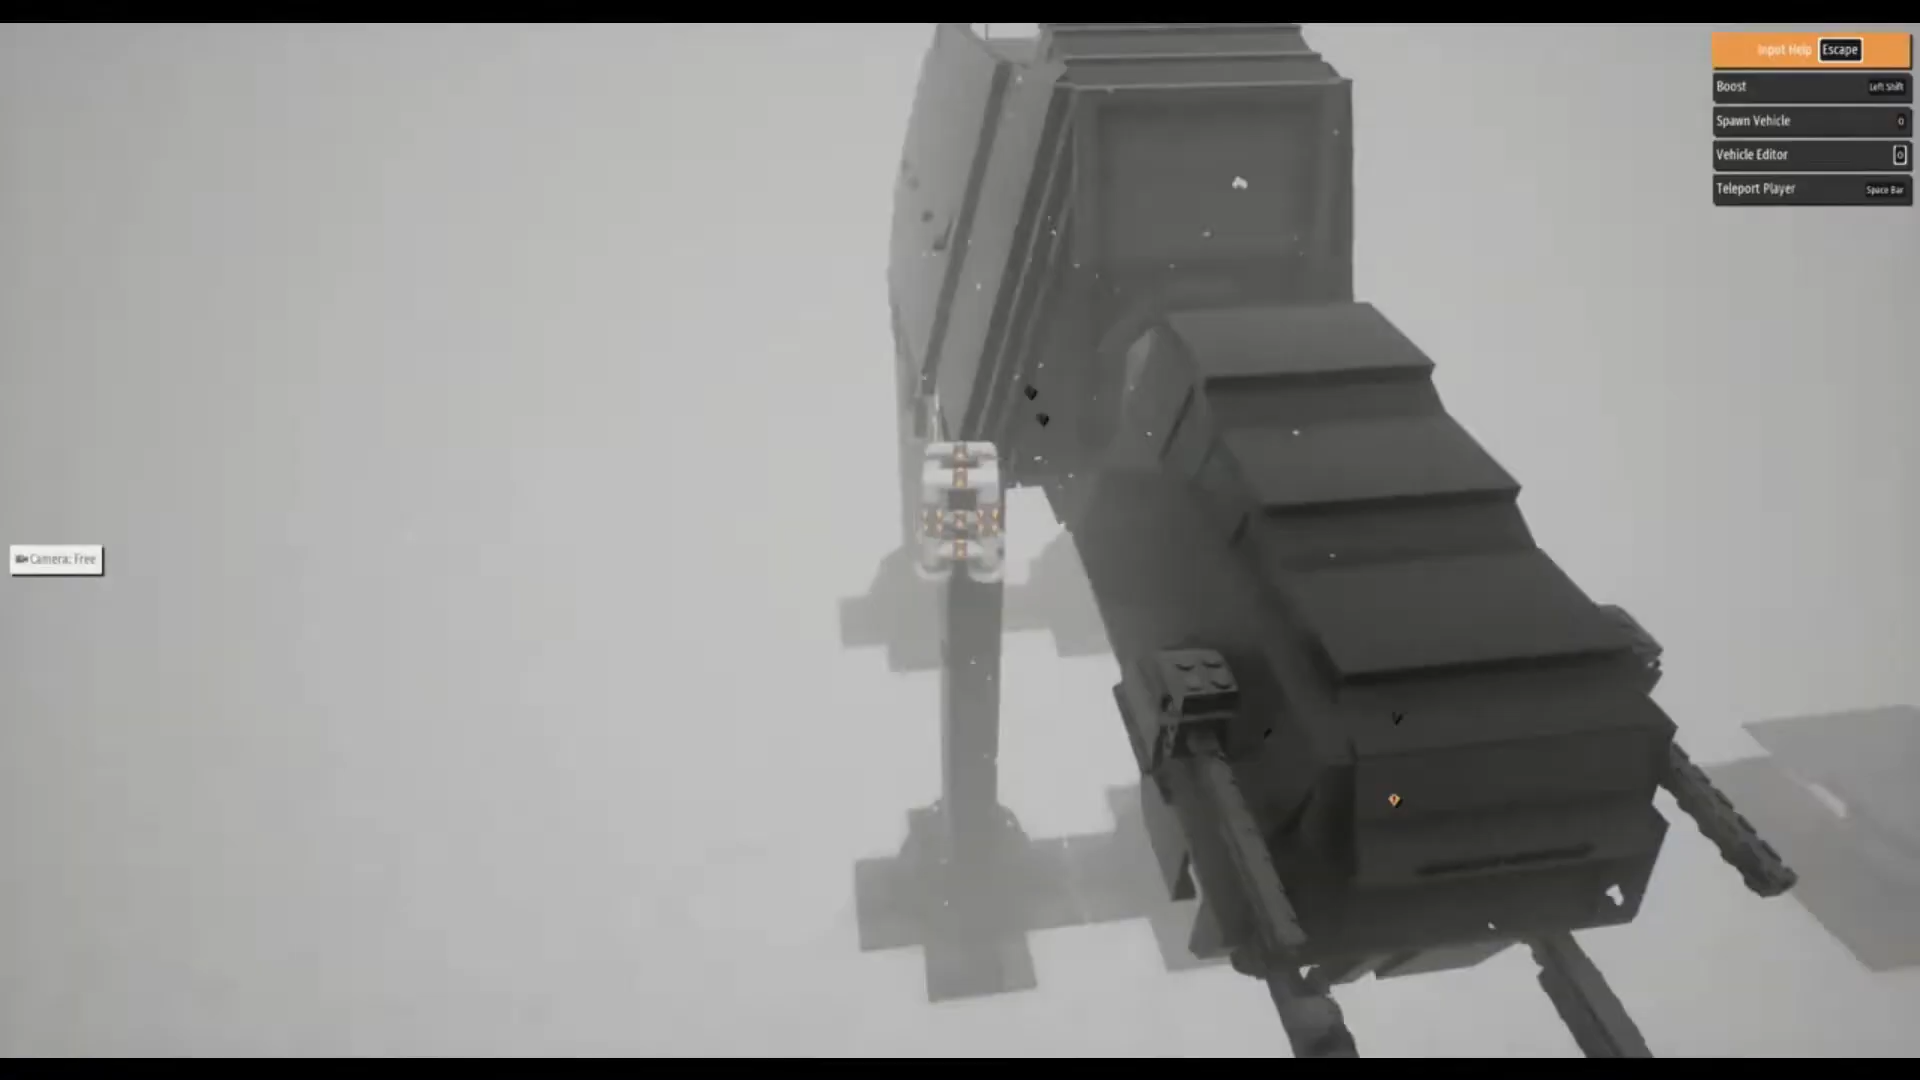 Input Help Escape
Boost Left Shift
Spawn Vehicle O
Vehicle Editor O
Teleport Player Space Bar
Camera: Free